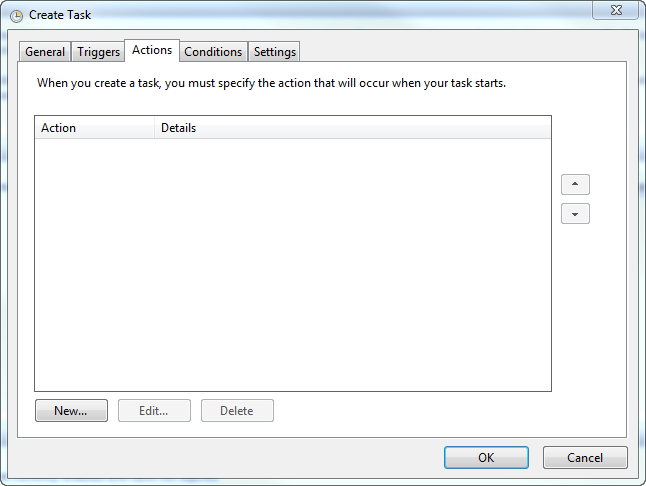 Create Task
General Triggers Actions Conditions Settings
When you create a task, you must specify the action that will occur when your task starts.
Action Details
New... Edit... Delete
OK Cancel